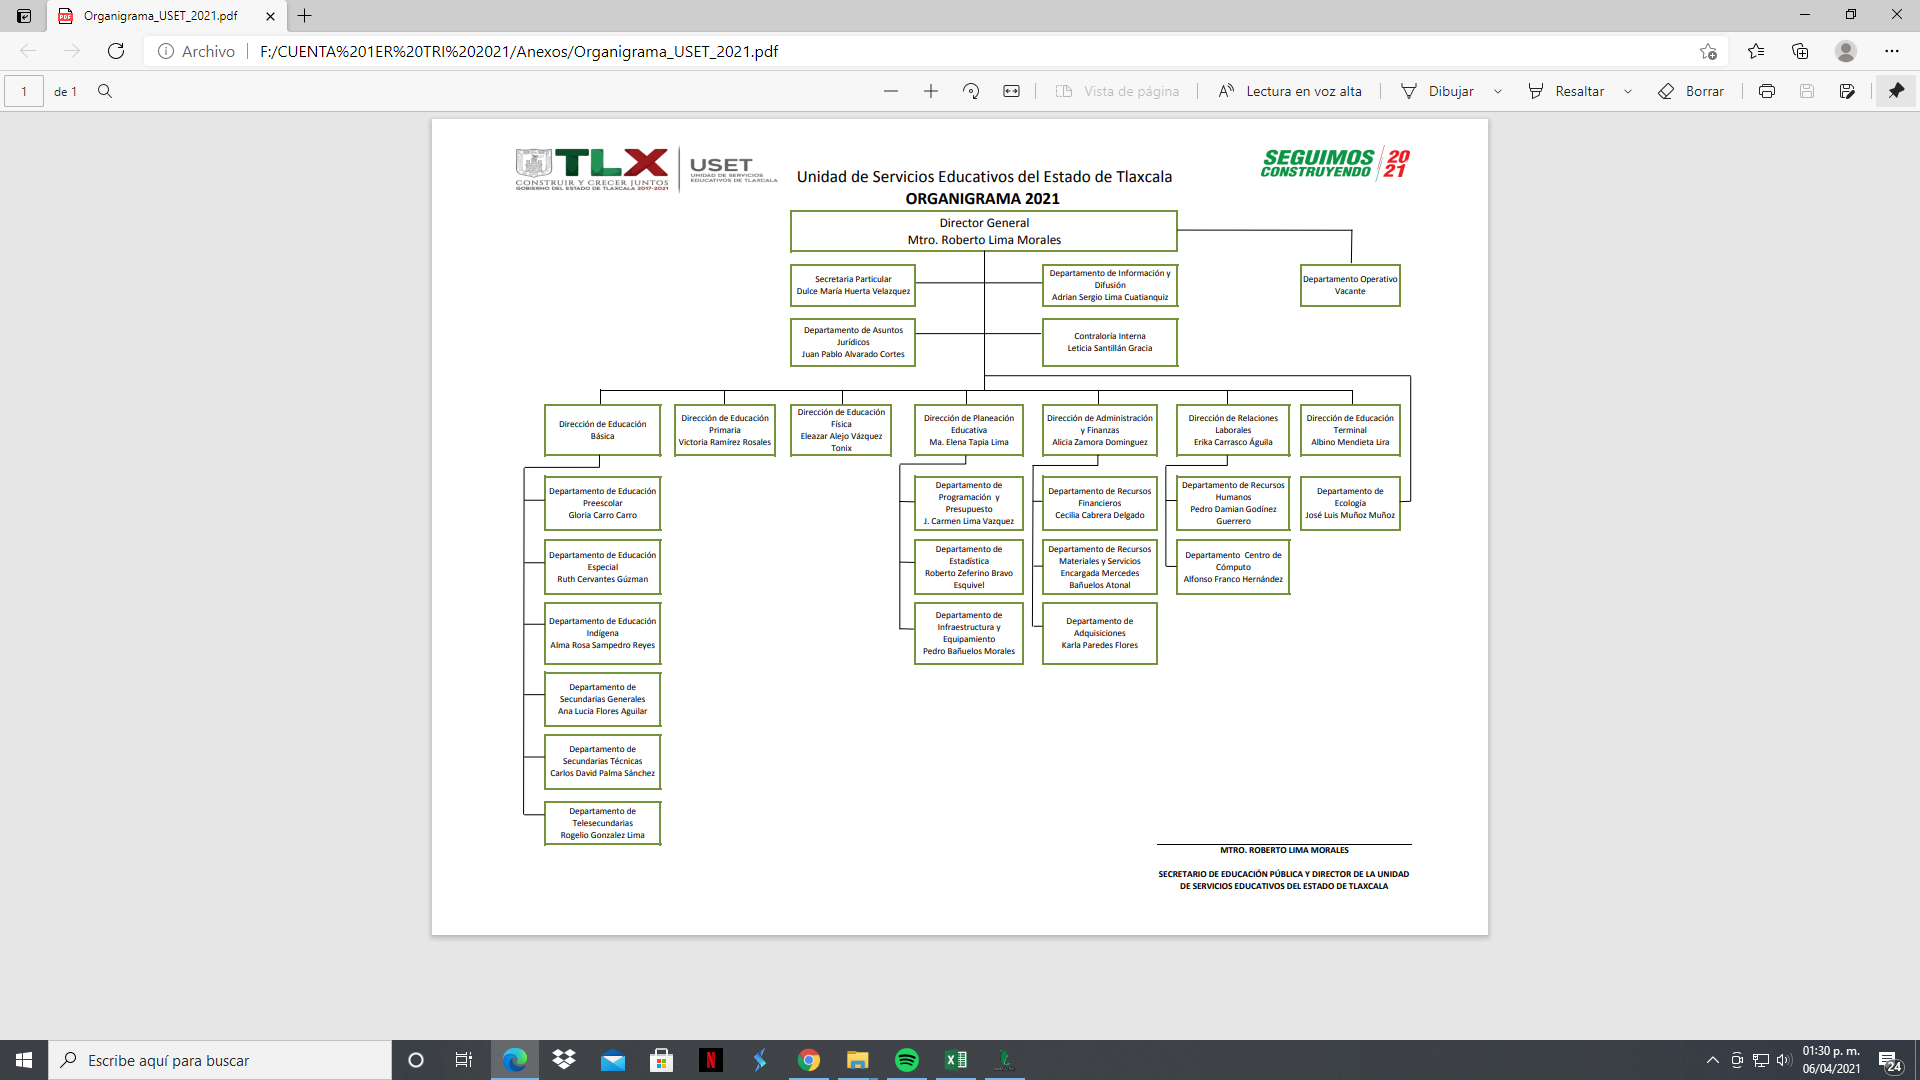 Organigrama_USET_2021.pdf
Archivo
F:/CUENTA%201ER%20TRI%202021/Anexos/Organigrama_USET_2021.pdf
1
de 1
Vista de página
Lectura en voz alta
Dibujar
Resaltar
Borrar
TLX
CONSTRUIR Y CRECER JUNTOS
GOBIERNO DEL ESTADO DE TLAXCALA 2017-2021
USET
UNIDAD DE SERVICIOS
EDUCATIVOS DE TLAXCALA
Unidad de Servicios Educativos del Estado de Tlaxcala
ORGANIGRAMA 2021
SEGUIMOS
CONSTRUYENDO
20
21
Director General
Mtro. Roberto Lima Morales
Secretaria Particular
Dulce María Huerta Velazquez
Departamento de Información y
Difusión
Adrian Sergio Lima Cuatianquiz
Departamento Operativo
Vacante
Departamento de Asuntos
Jurídicos
Juan Pablo Alvarado Cortes
Contraloría Interna
Leticia Santillán Gracia
Dirección de Educación
Básica
Dirección de Educación
Primaria
Victoria Ramírez Rosales
Dirección de Educación
Física
Eleazar Alejo Vázquez
Tonix
Dirección de Planeación
Educativa
Ma. Elena Tapia Lima
Dirección de Administración
y Finanzas
Alicia Zamora Dominguez
Dirección de Relaciones
Laborales
Erika Carrasco Águila
Dirección de Educación
Terminal
Albino Mendieta Lira
Departamento de Educación
Preescolar
Gloria Carro Carro
Departamento de
Programación y
Presupuesto
J. Carmen Lima Vazquez
Departamento de Recursos
Financieros
Cecilia Cabrera Delgado
Departamento de Recursos
Humanos
Pedro Damian Godínez
Guerrero
Departamento de
Ecología
José Luis Muñoz Muñoz
Departamento de Educación
Especial
Ruth Cervantes Gúzman
Departamento de
Estadística
Roberto Zeferino Bravo
Esquivel
Departamento de Recursos
Materiales y Servicios
Encargada Mercedes
Bañuelos Atonal
Departamento Centro de
Cómputo
Alfonso Franco Hernández
Departamento de Educación
Indígena
Alma Rosa Sampedro Reyes
Departamento de
Infraestructura y
Equipamiento
Pedro Bañuelos Morales
Departamento de
Adquisiciones
Karla Paredes Flores
Departamento de
Secundarias Generales
Ana Lucia Flores Aguilar
Departamento de
Secundarias Técnicas
Carlos David Palma Sánchez
Departamento de
Telesecundarias
Rogelio Gonzalez Lima
MTRO. ROBERTO LIMA MORALES
SECRETARIO DE EDUCACIÓN PÚBLICA Y DIRECTOR DE LA UNIDAD
DE SERVICIOS EDUCATIVOS DEL ESTADO DE TLAXCALA
Escribe aquí para buscar
01:30 p. m.
06/04/2021
24